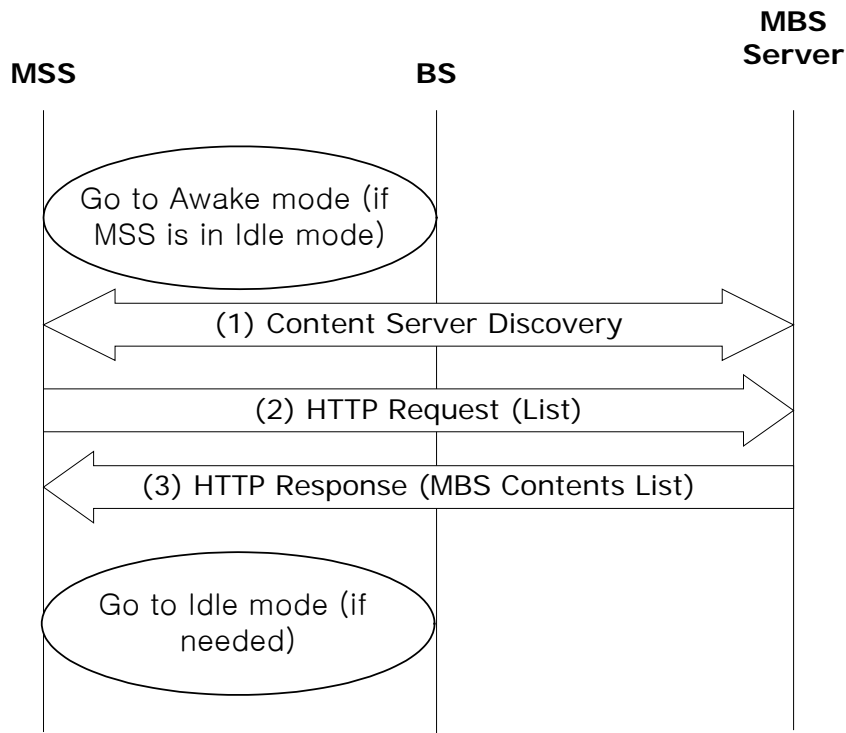 MBS
Server
MSS
BS
Go to Awake mode (if
MSS is in Idle mode)
(1) Content Server Discovery
(2) HTTP Request (List)
(3) HTTP Response (MBS Contents List)
Go to Idle mode (if
needed)